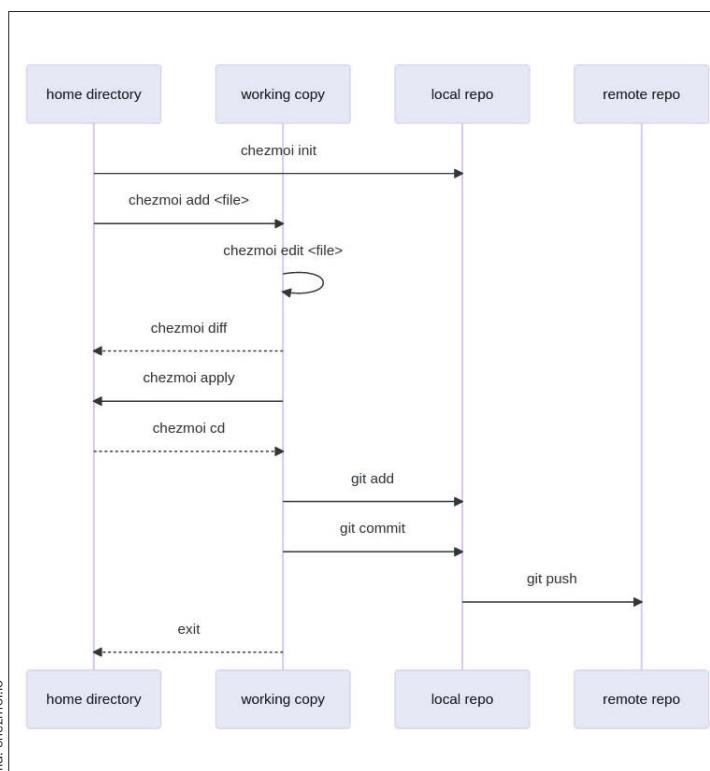 home directory
working copy
local repo
remote repo
chezmoi init
chezmoi add <file>
chezmoi edit <file>
chezmoi diff
chezmoi apply
chezmoi cd
git add
git commit
git push
exit
home directory
working copy
local repo
remote repo